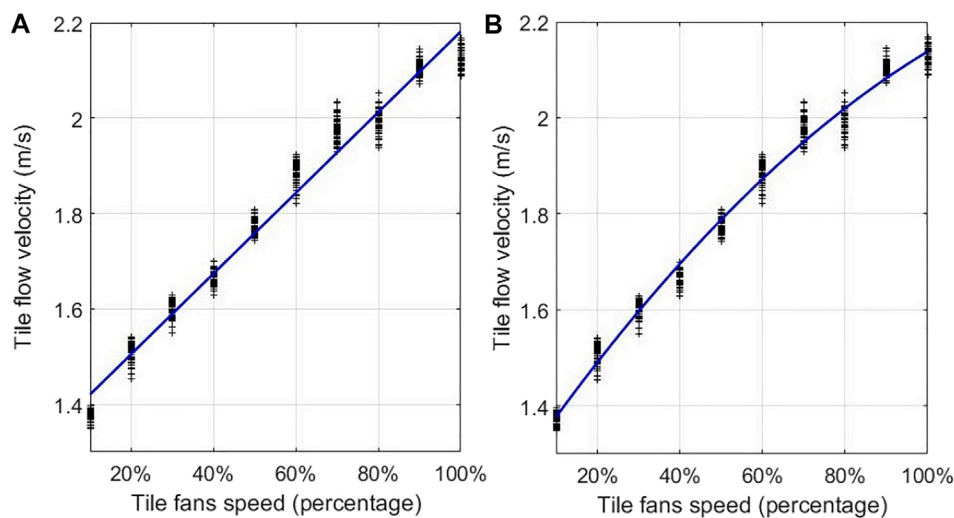 A
Tile flow velocity (m/s)
2.2
2
1.8
1.6
1.4
20% 40% 60% 80% 100%
Tile fans speed (percentage)
B
Tile flow velocity (m/s)
2.2
2
1.8
1.6
1.4
20% 40% 60% 80% 100%
Tile fans speed (percentage)